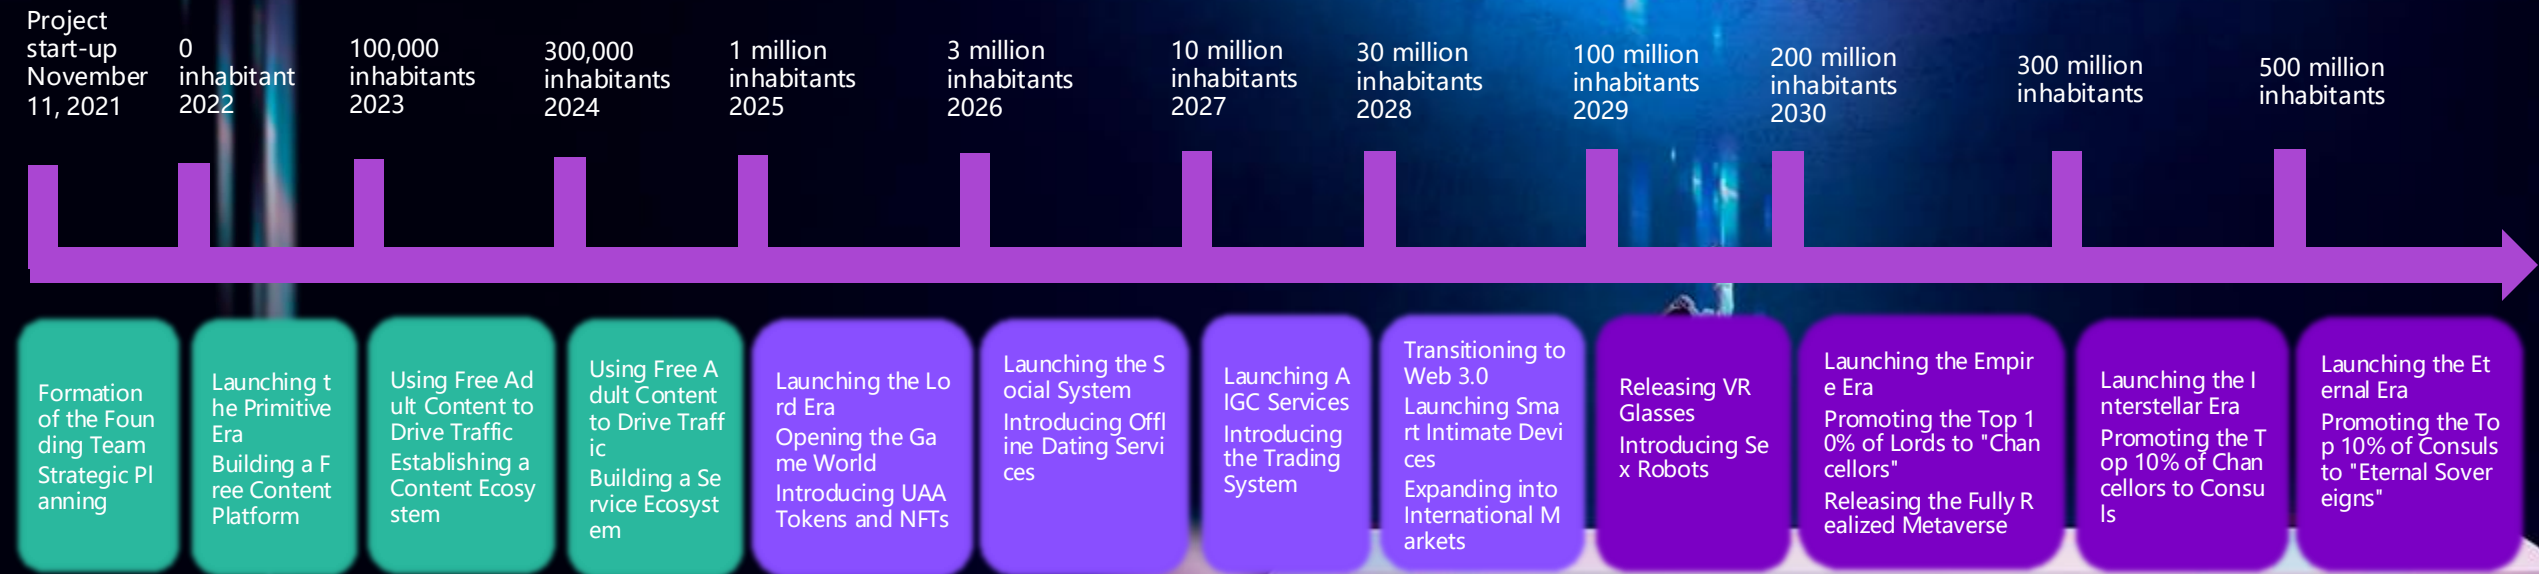 Project
start-up
November
11, 2021
0
inhabitant
2022
100,000
inhabitants
2023
300,000
inhabitants
2024
1 million
inhabitants
2025
3 million
inhabitants
2026
10 million
inhabitants
2027
30 million
inhabitants
2028
100 million
inhabitants
2029
200 million
inhabitants
2030
300 million
inhabitants
500 million
inhabitants
Formation
of the Foun
ding Team
Strategic Pl
anning
Launching t
he Primitive
Era
Building a F
ree Content
Platform
Using Free Ad
ult Content to
Drive Traffic
Establishing a
Content Ecosy
stem
Using Free A
dult Content
to Drive Traff
ic
Building a Se
rvice Ecosyst
em
Launching the Lo
rd Era
Opening the Ga
me World
Introducing UAA
Tokens and NFTs
Launching the S
ocial System
Introducing Offl
ine Dating Servi
ces
Launching A
IGC Services
Introducing
the Trading
System
Transitioning to
Web 3.0
Launching Sma
rt Intimate Devi
ces
Expanding into
International M
arkets
Releasing VR
Glasses
Introducing Se
x Robots
Launching the Empir
e Era
Promoting the Top 1
0% of Lords to "Chan
cellors"
Releasing the Fully R
ealized Metaverse
Launching the I
nterstellar Era
Promoting the T
op 10% of Chan
cellors to Consu
ls
Launching the Et
ernal Era
Promoting the To
p 10% of Consuls
to "Eternal Sover
eigns"